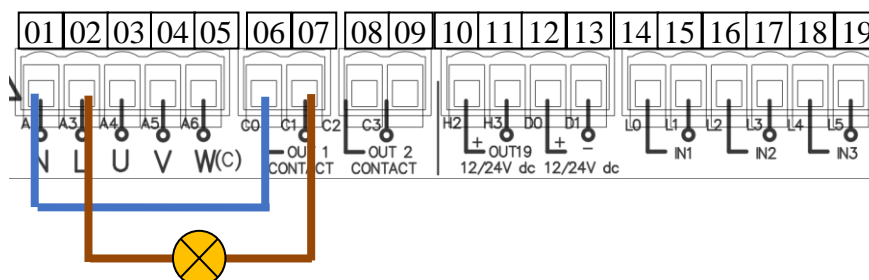 01 02 03 04 05 06 07 08 09 10 11 12 13 14 15 16 17 18 19
A A3 A4 A5 A6 C0 C1 C2 C3 H2 H3 D0 D1 L0 L1 L2 L3 L4 L5
N L U V W(C) OUT 1 OUT 2 + OUT19 + - IN1 IN2 IN3
CONTACT CONTACT 12/24V dc 12/24V dc